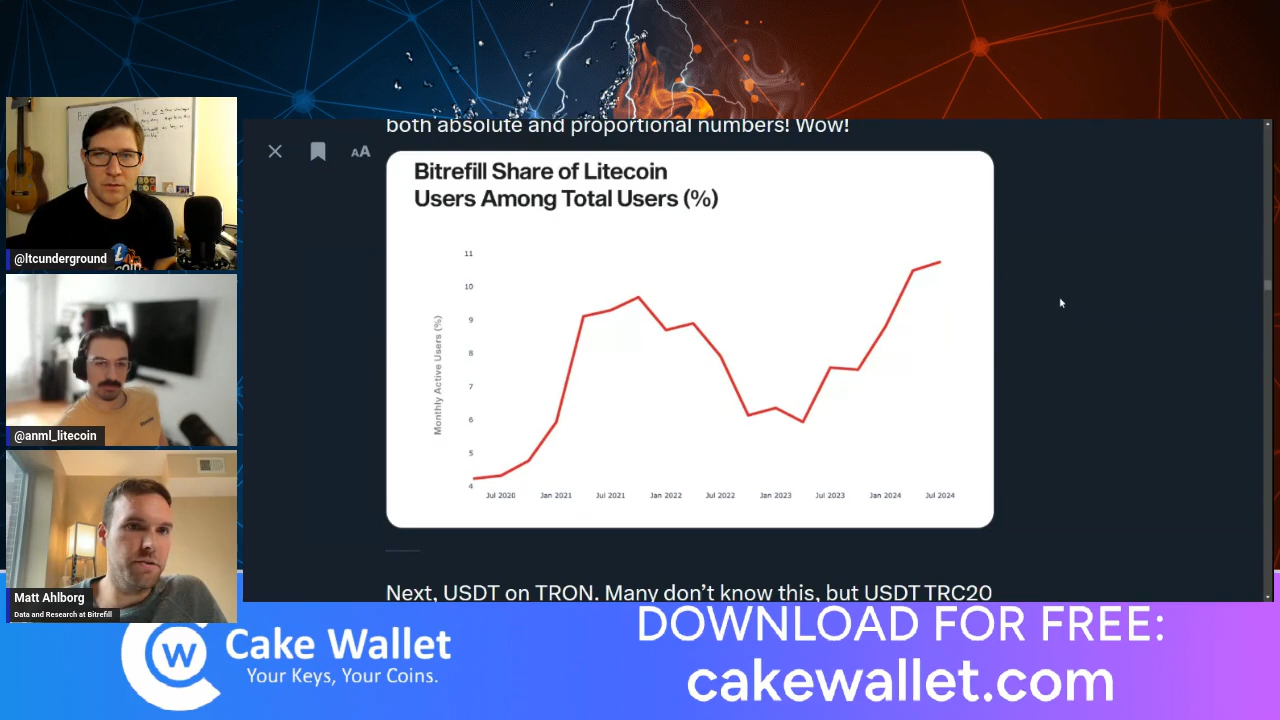 both absolute and proportional numbers! Wow!
AA
Bitrefill Share of Litecoin
Users Among Total Users (%)
Monthly Active Users (%)
11
10
9
8
7
6
5
4
Jul 2020
Jan 2021
Jul 2021
Jan 2022
Jul 2022
Jan 2023
Jul 2023
Jan 2024
Jul 2024
Next, USDT on TRON. Many don’t know this, but USDT TRC20
@ltcunderground
@anml_litecoin
Matt Ahlborg
Data and Research at Bitrefill
W
Cake Wallet
Your Keys, Your Coins.
DOWNLOAD FOR FREE:
cakewallet.com